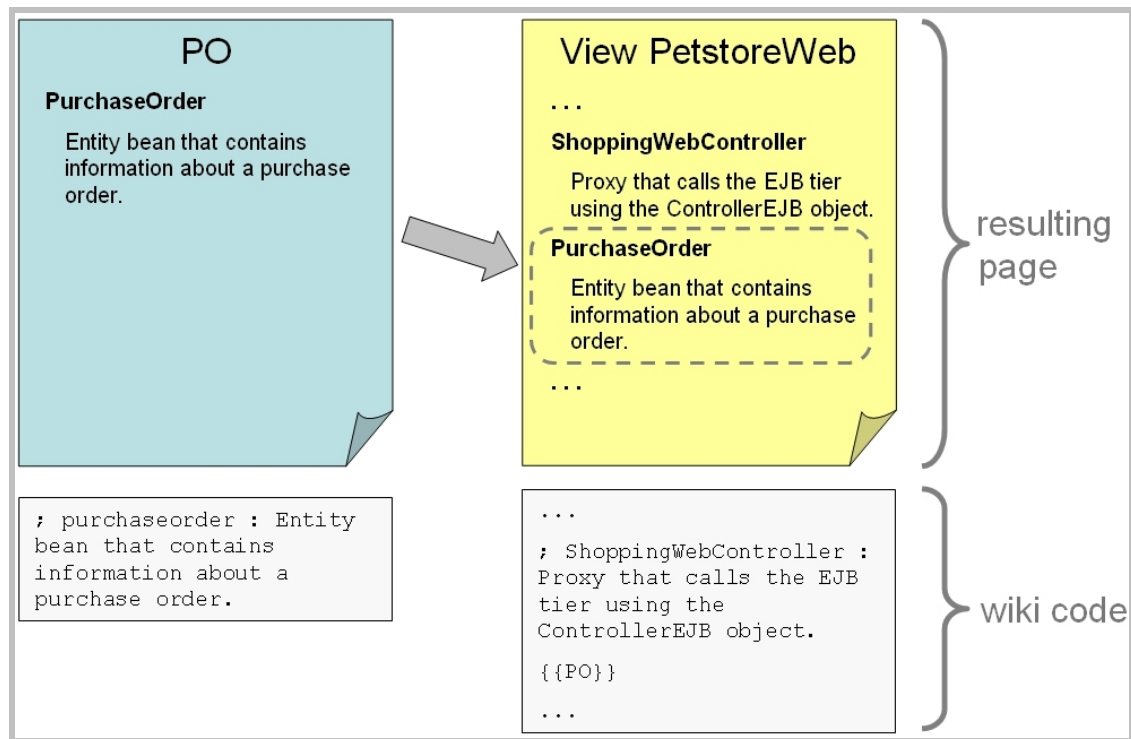 PO
PurchaseOrder
Entity bean that contains
information about a purchase
order.
View PetstoreWeb
...
ShoppingWebController
Proxy that calls the EJB tier
using the ControllerEJB object.
PurchaseOrder
Entity bean that contains
information about a purchase
order.
...
resulting
page
; purchaseorder : Entity
bean that contains
information about a
purchase order.
...
; ShoppingWebController :
Proxy that calls the EJB
tier using the
ControllerEJB object.
{{PO}}
...
wiki code